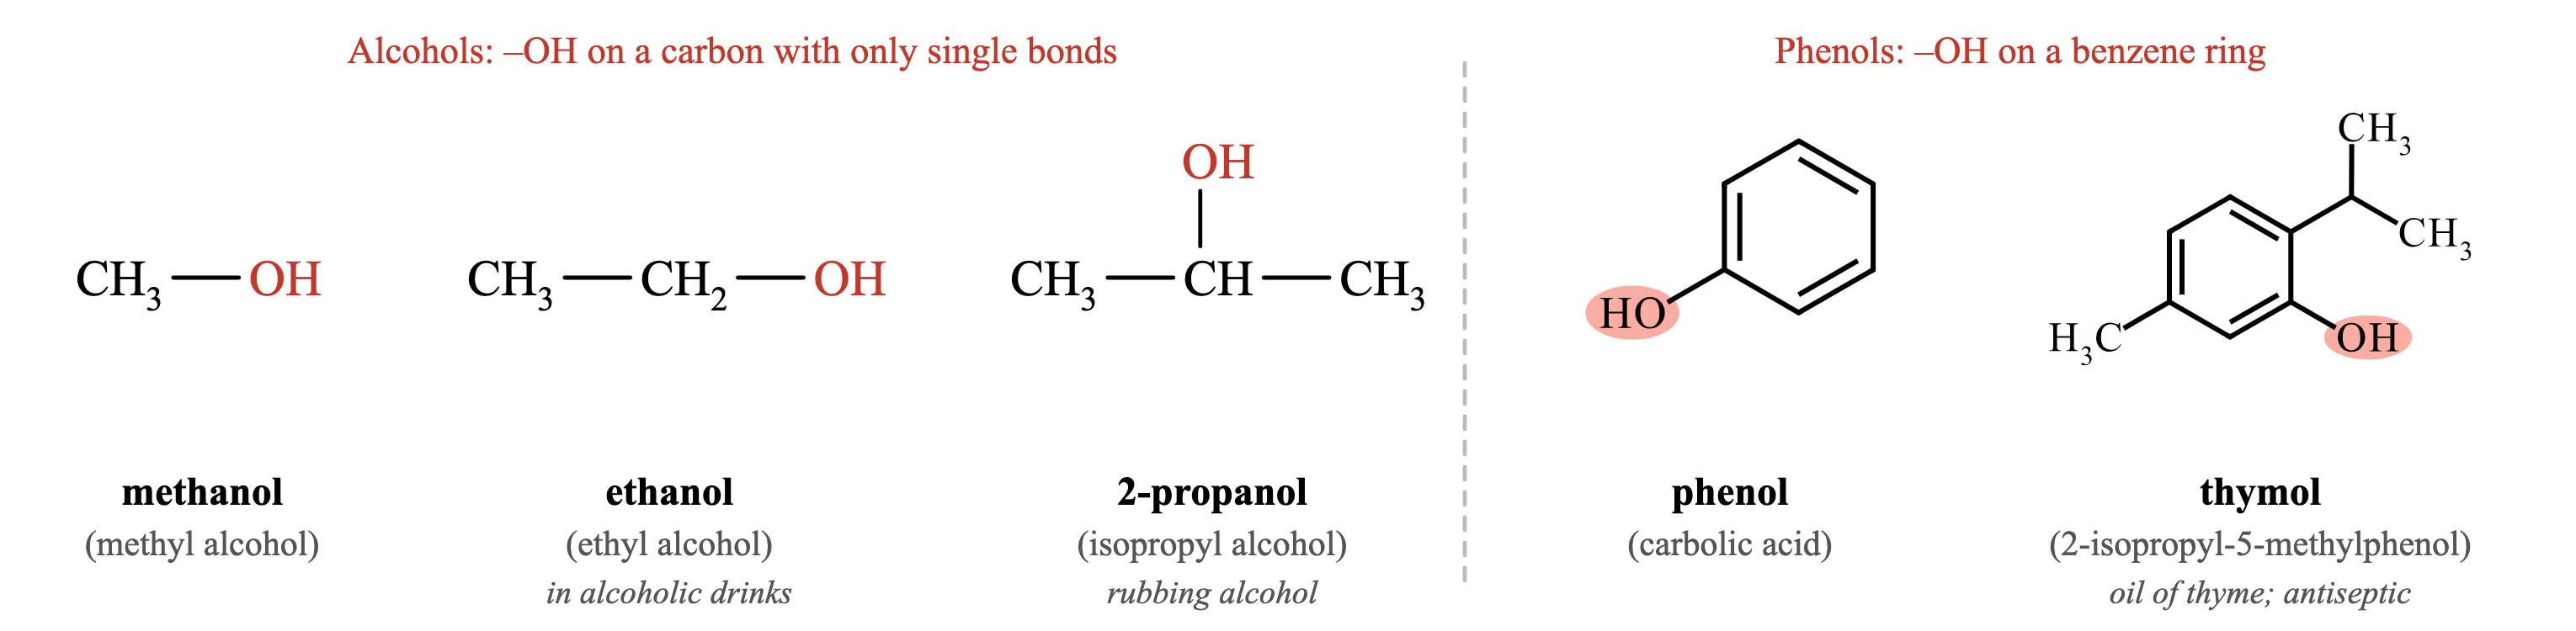 Alcohols: –OH on a carbon with only single bonds
CH₃—OH
methanol
(methyl alcohol)
CH₃—CH₂—OH
ethanol
(ethyl alcohol)
in alcoholic drinks
OH
CH₃—CH—CH₃
2-propanol
(isopropyl alcohol)
rubbing alcohol
Phenols: –OH on a benzene ring
HO
phenol
(carbolic acid)
CH₃
CH₃
H₃C
OH
thymol
(2-isopropyl-5-methylphenol)
oil of thyme; antiseptic